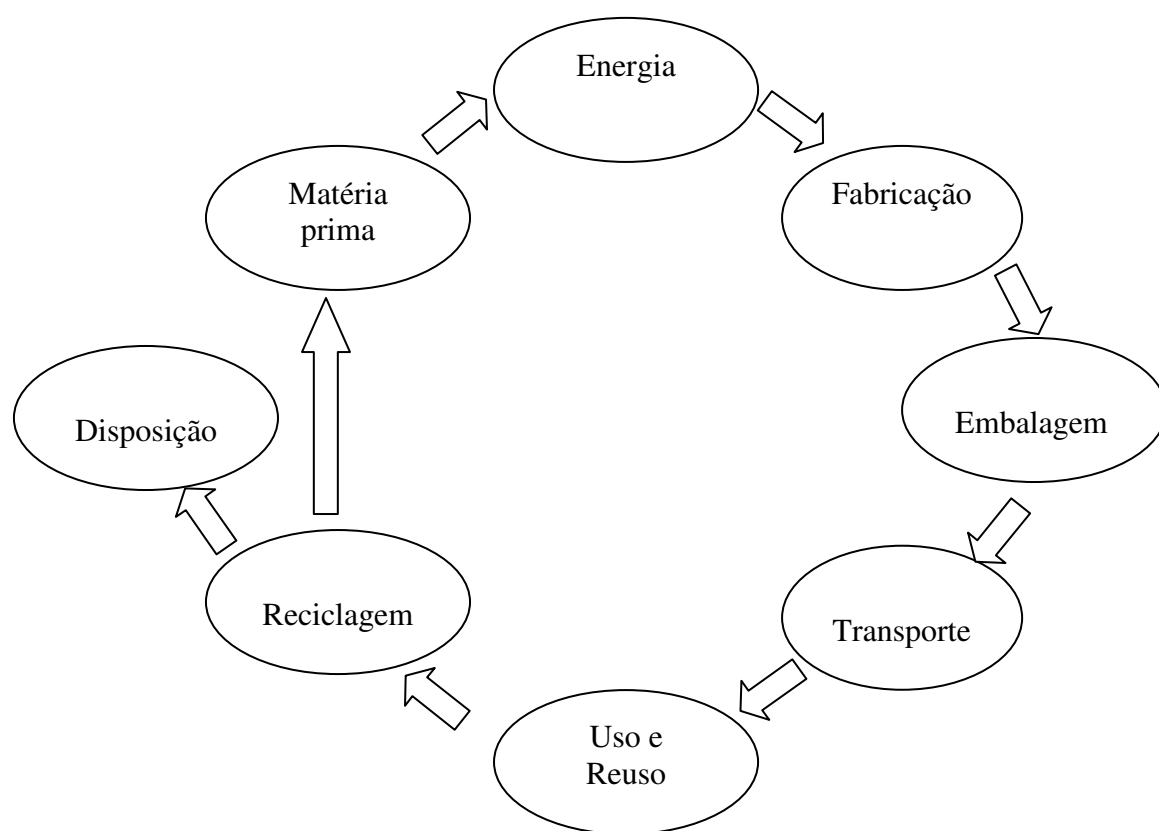 Energia
Matéria
prima
Fabricação
Disposição
Embalagem
Reciclagem
Transporte
Uso e
Reuso